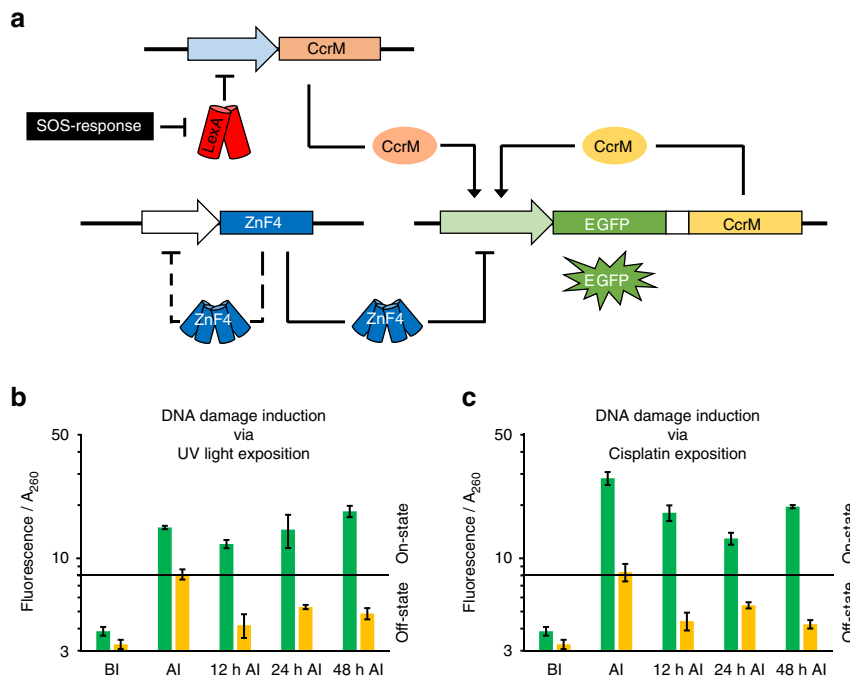 a
CcrM
SOS-response
LexA
CcrM
CcrM
ZnF4
EGFP
CcrM
ZnF4
ZnF4
EGFP
b
DNA damage induction
via
UV light exposition
50
10
3
Fluorescence / A260
On-state
Off-state
BI AI 12 h AI 24 h AI 48 h AI
c
DNA damage induction
via
Cisplatin exposition
50
10
3
Fluorescence / A260
On-state
Off-state
BI AI 12 h AI 24 h AI 48 h AI